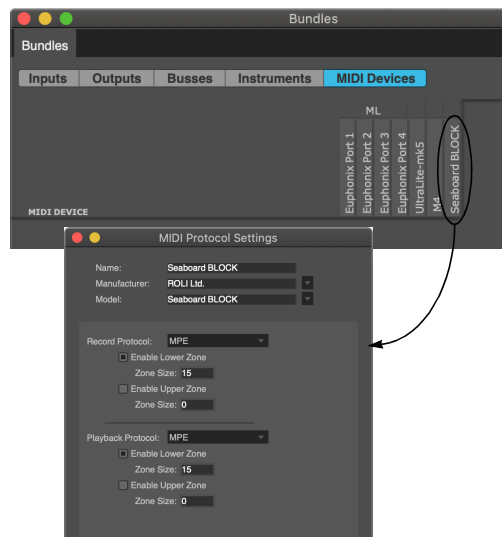 Bundles
Bundles
Inputs Outputs Busses Instruments MIDI Devices
ML
Euphonix Port 1
Euphonix Port 2
Euphonix Port 3
Euphonix Port 4
UltraLite-mk5
M4
Seaboard BLOCK
MIDI DEVICE
MIDI Protocol Settings
Name: Seaboard BLOCK
Manufacturer: ROLI Ltd.
Model: Seaboard BLOCK
Record Protocol: MPE
Enable Lower Zone
Zone Size: 15
Enable Upper Zone
Zone Size: 0
Playback Protocol: MPE
Enable Lower Zone
Zone Size: 15
Enable Upper Zone
Zone Size: 0